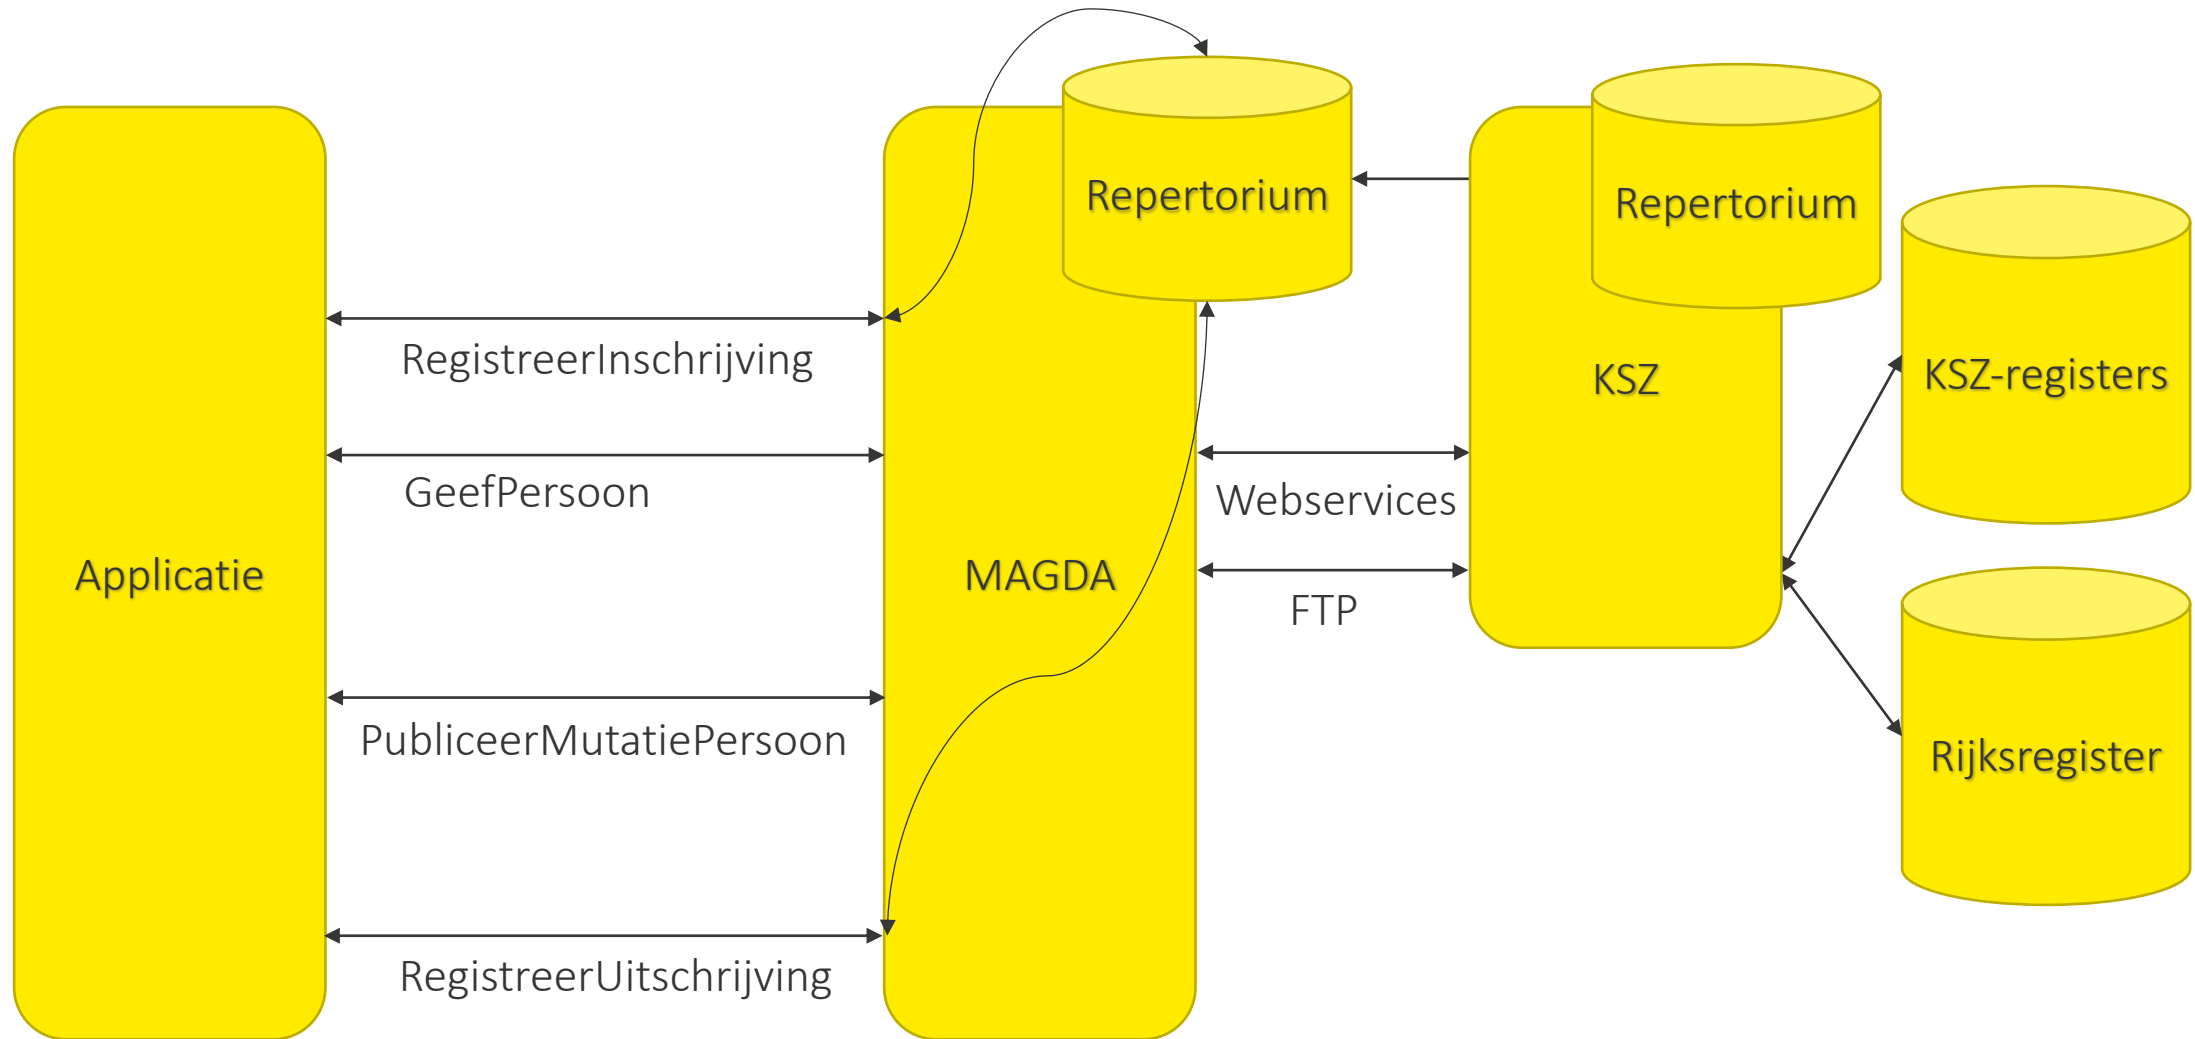 Repertorium
Repertorium
RegistreerInschrijving
KSZ
KSZ-registers
GeefPersoon
Webservices
Applicatie
MAGDA
FTP
PubliceerMutatiePersoon
Rijksregister
RegistreerUitschrijving